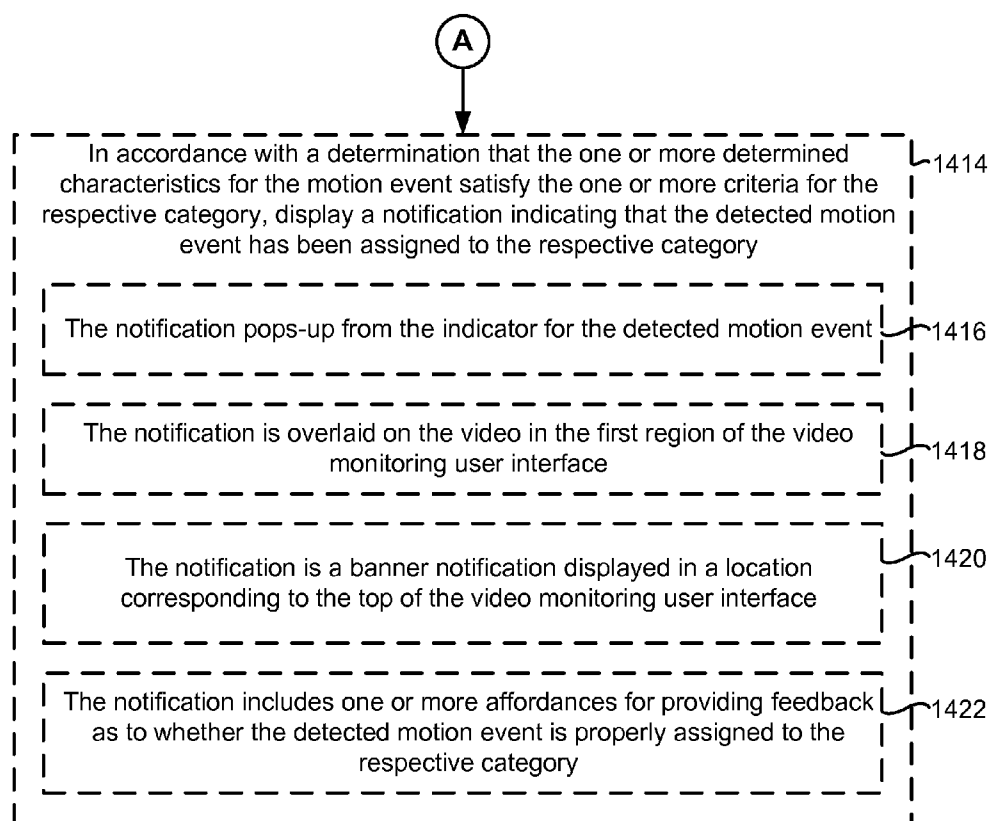 A
In accordance with a determination that the one or more determined
characteristics for the motion event satisfy the one or more criteria for the
respective category, display a notification indicating that the detected motion
event has been assigned to the respective category
1414
The notification pops-up from the indicator for the detected motion event
1416
The notification is overlaid on the video in the first region of the video
monitoring user interface
1418
The notification is a banner notification displayed in a location
corresponding to the top of the video monitoring user interface
1420
The notification includes one or more affordances for providing feedback
as to whether the detected motion event is properly assigned to the
respective category
1422